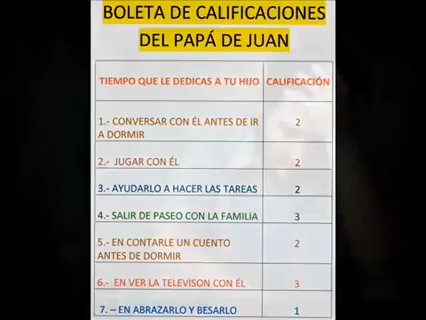 BOLETA DE CALIFICACIONES
DEL PAPÁ DE JUAN
TIEMPO QUE LE DEDICAS A TU HIJO CALIFICACIÓN
1.- CONVERSAR CON ÉL ANTES DE IR 2
A DORMIR
2.- JUGAR CON ÉL 2
3.- AYUDARLO A HACER LAS TAREAS 2
4.- SALIR DE PASEO CON LA FAMILIA 3
5.- EN CONTARLE UN CUENTO 2
ANTES DE DORMIR
6.- EN VER LA TELEVISON CON ÉL 3
7. – EN ABRAZARLO Y BESARLO 1